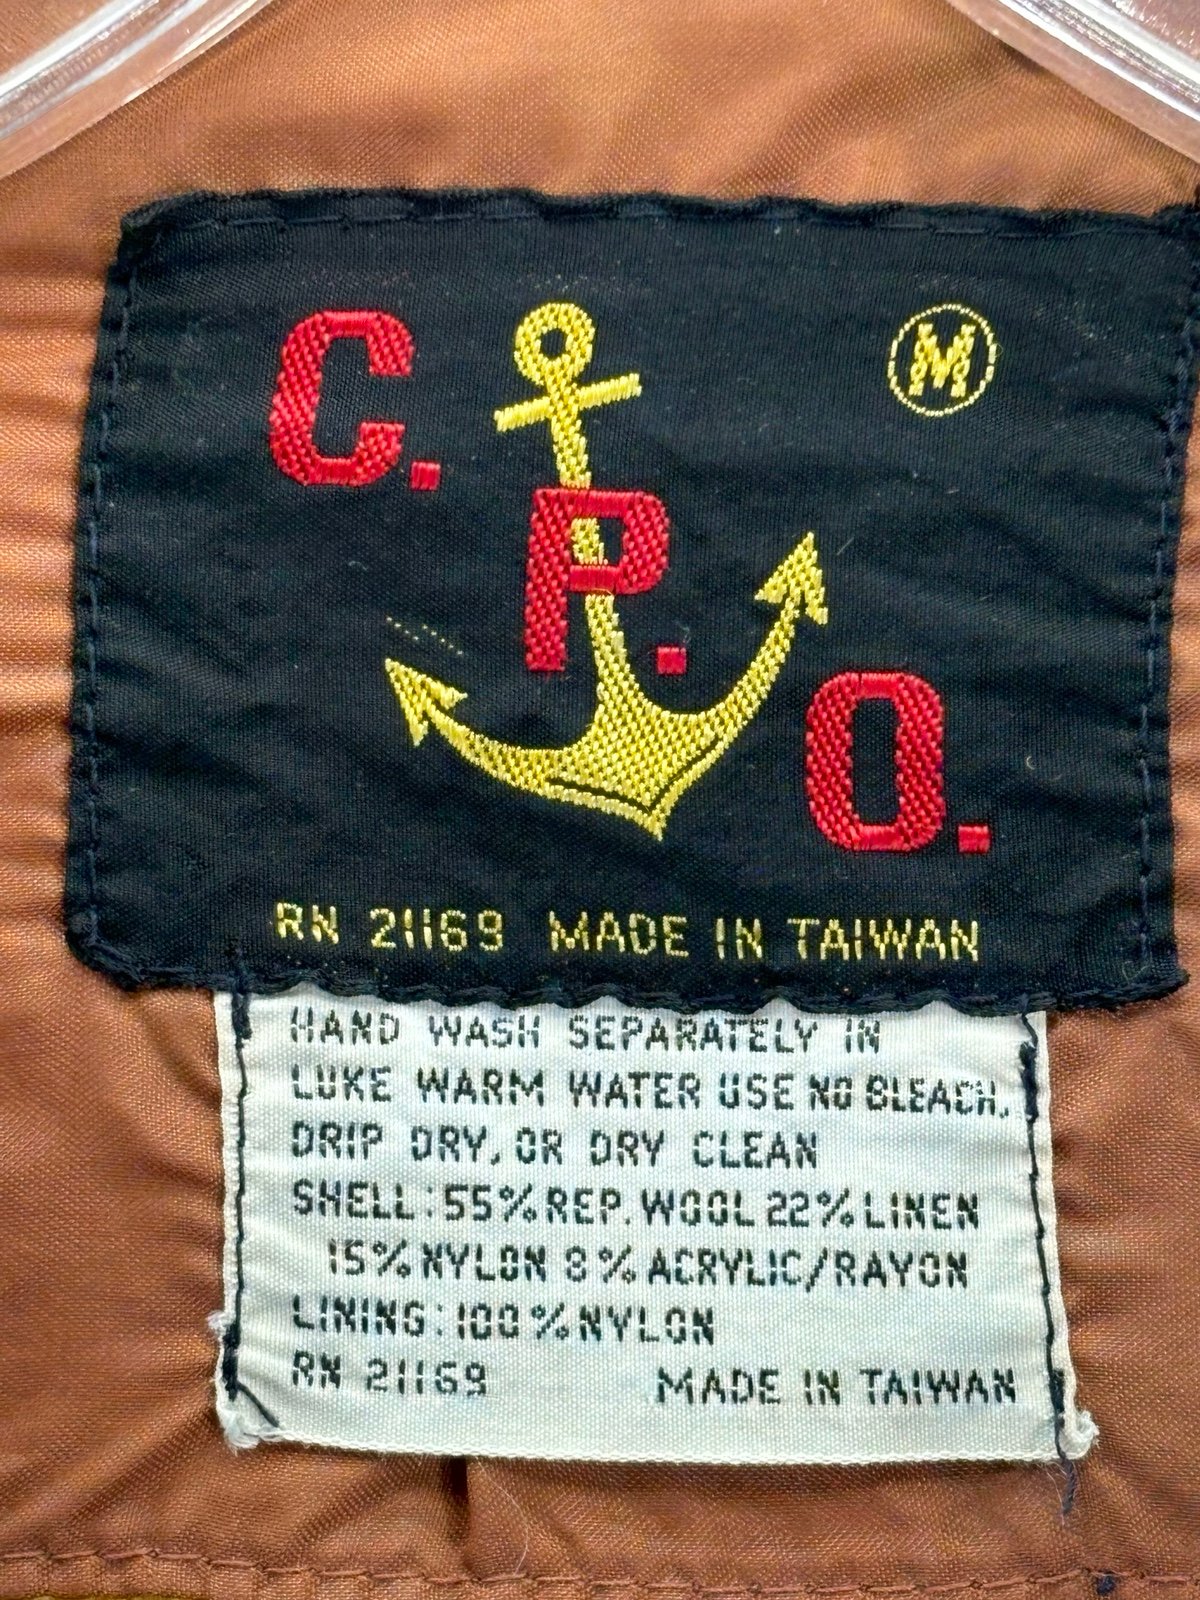 C.
M
P.
O.
RN 21169 MADE IN TAIWAN
HAND WASH SEPARATELY IN
LUKE WARM WATER USE NO BLEACH.
DRIP DRY, OR DRY CLEAN
SHELL: 55% REP. WOOL 22% LINEN
15% NYLON 8% ACRYLIC/RAYON
LINING: 100% NYLON
RN 21169 MADE IN TAIWAN